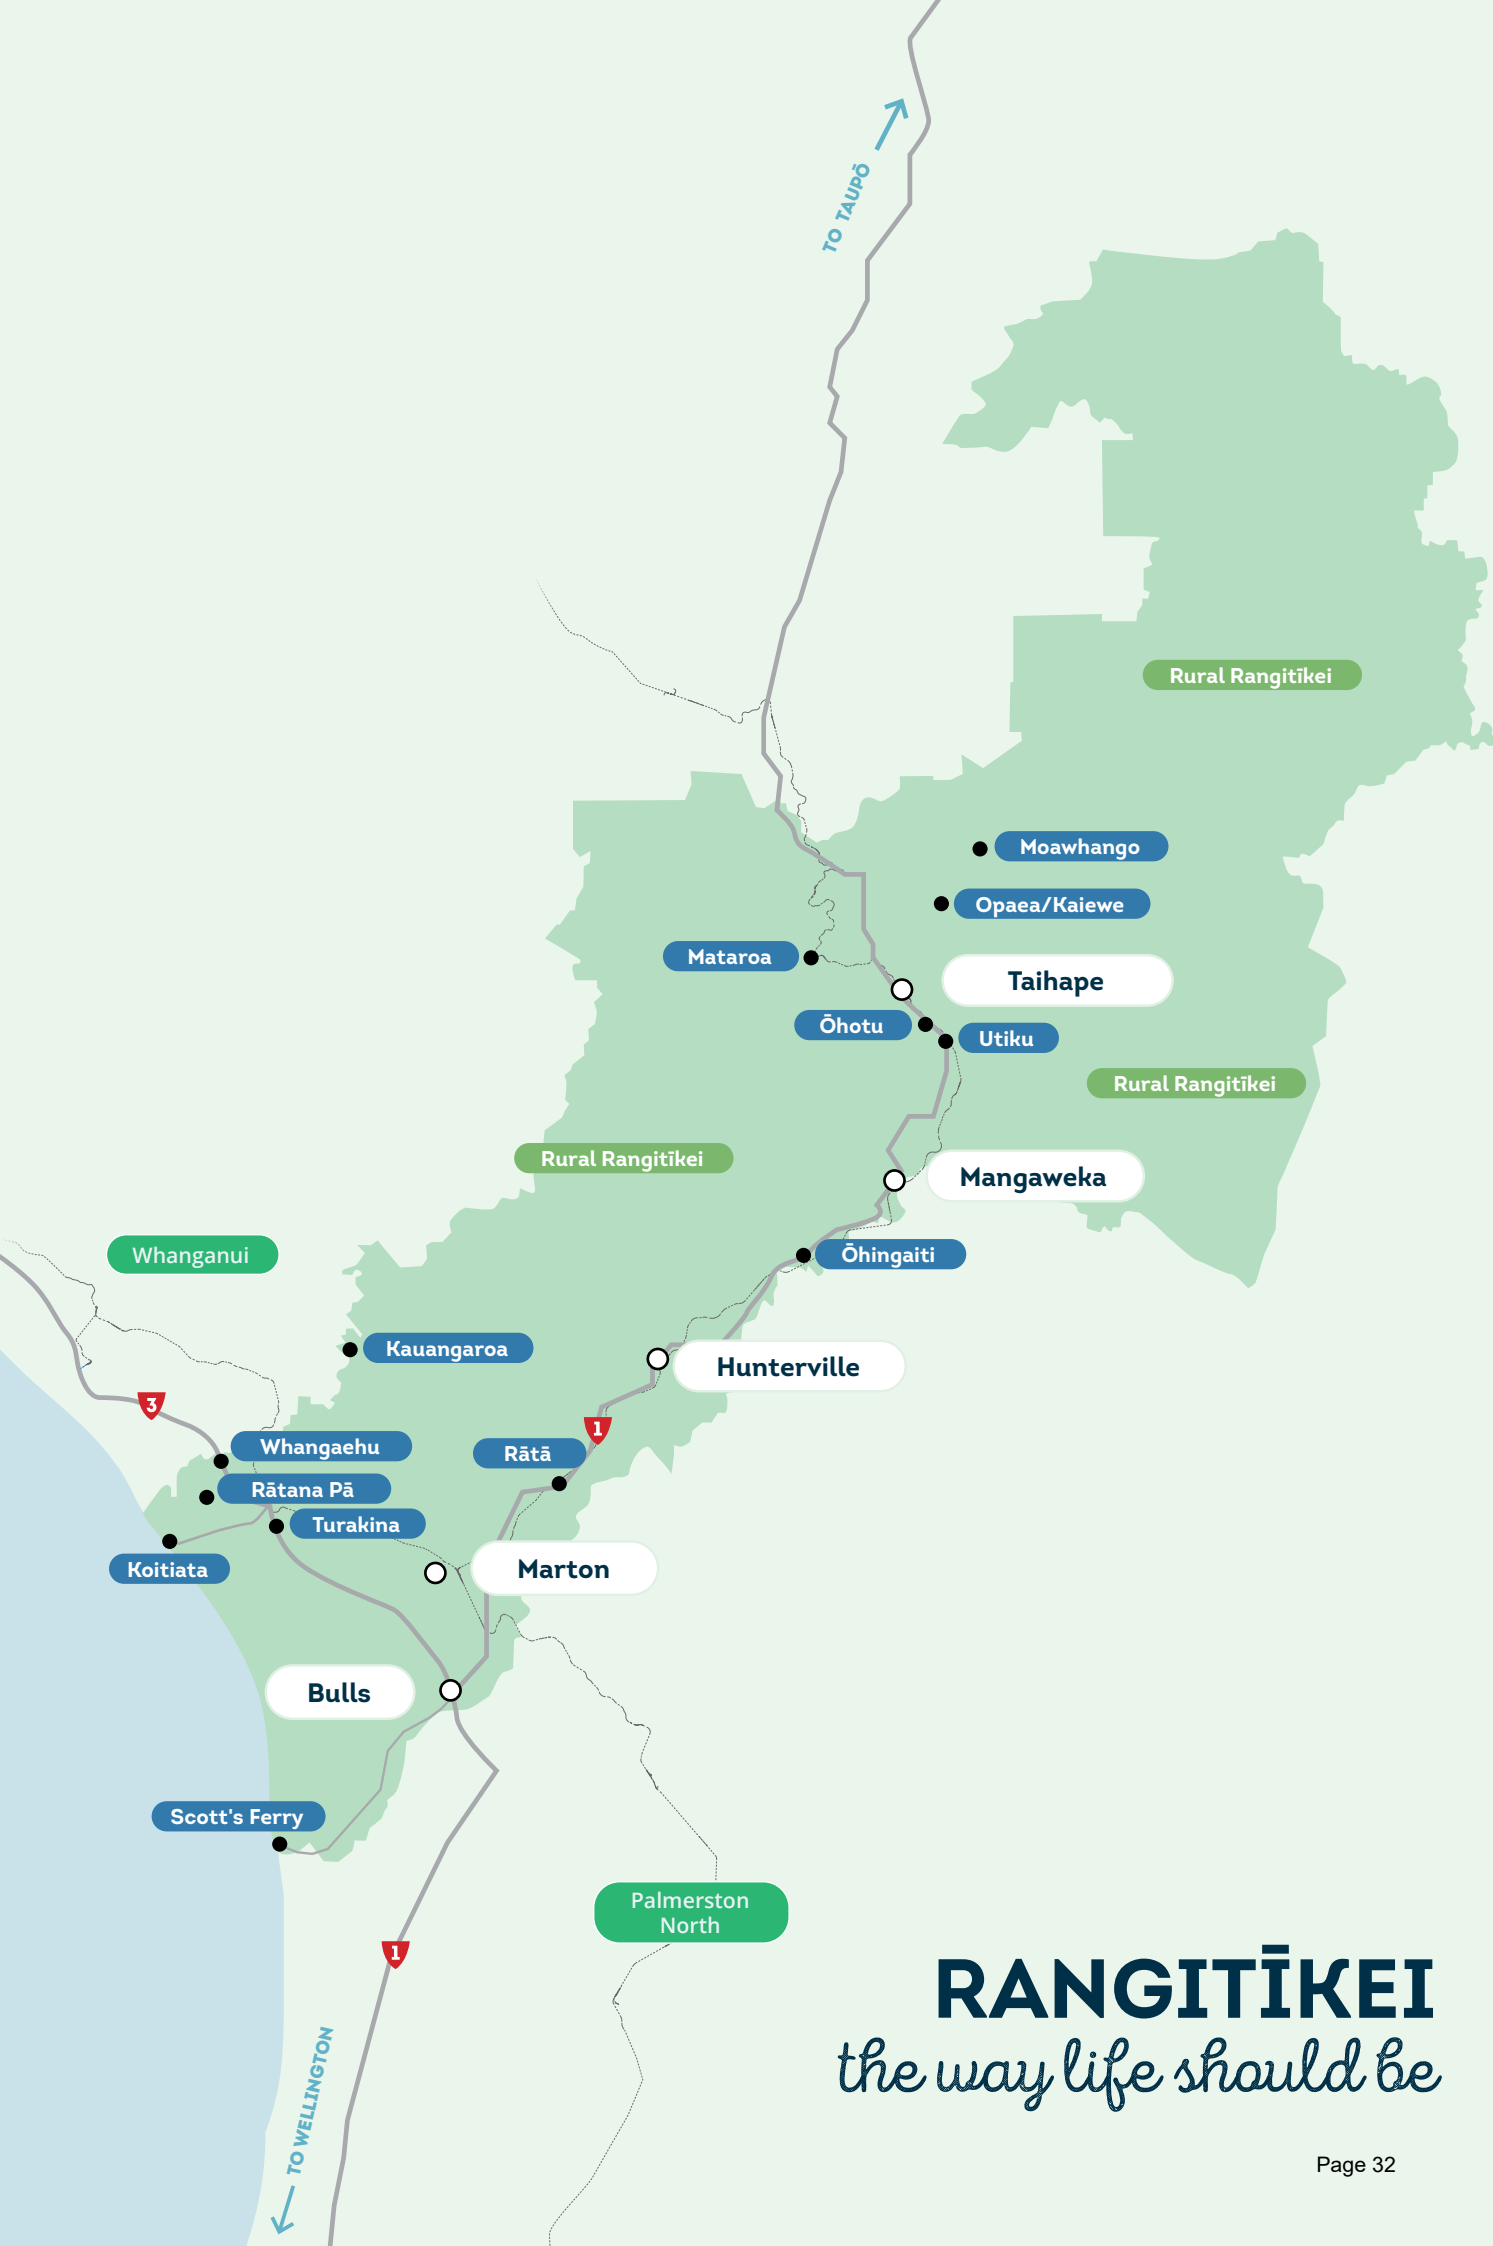 TO TAUPŌ
Rural Rangitīkei
Moawhango
Opaea/Kaiewe
Mataroa
Taihape
Ōhotu
Utiku
Rural Rangitīkei
Rural Rangitīkei
Mangaweka
Whanganui
Ōhingaiti
Kauangaroa
Hunterville
3
1
Whangaehu
Rātā
Rātana Pā
Turakina
Koitiata
Marton
Bulls
Scott's Ferry
Palmerston
North
1
RANGITĪKEI
the way life should be
TO WELLINGTON
Page 32